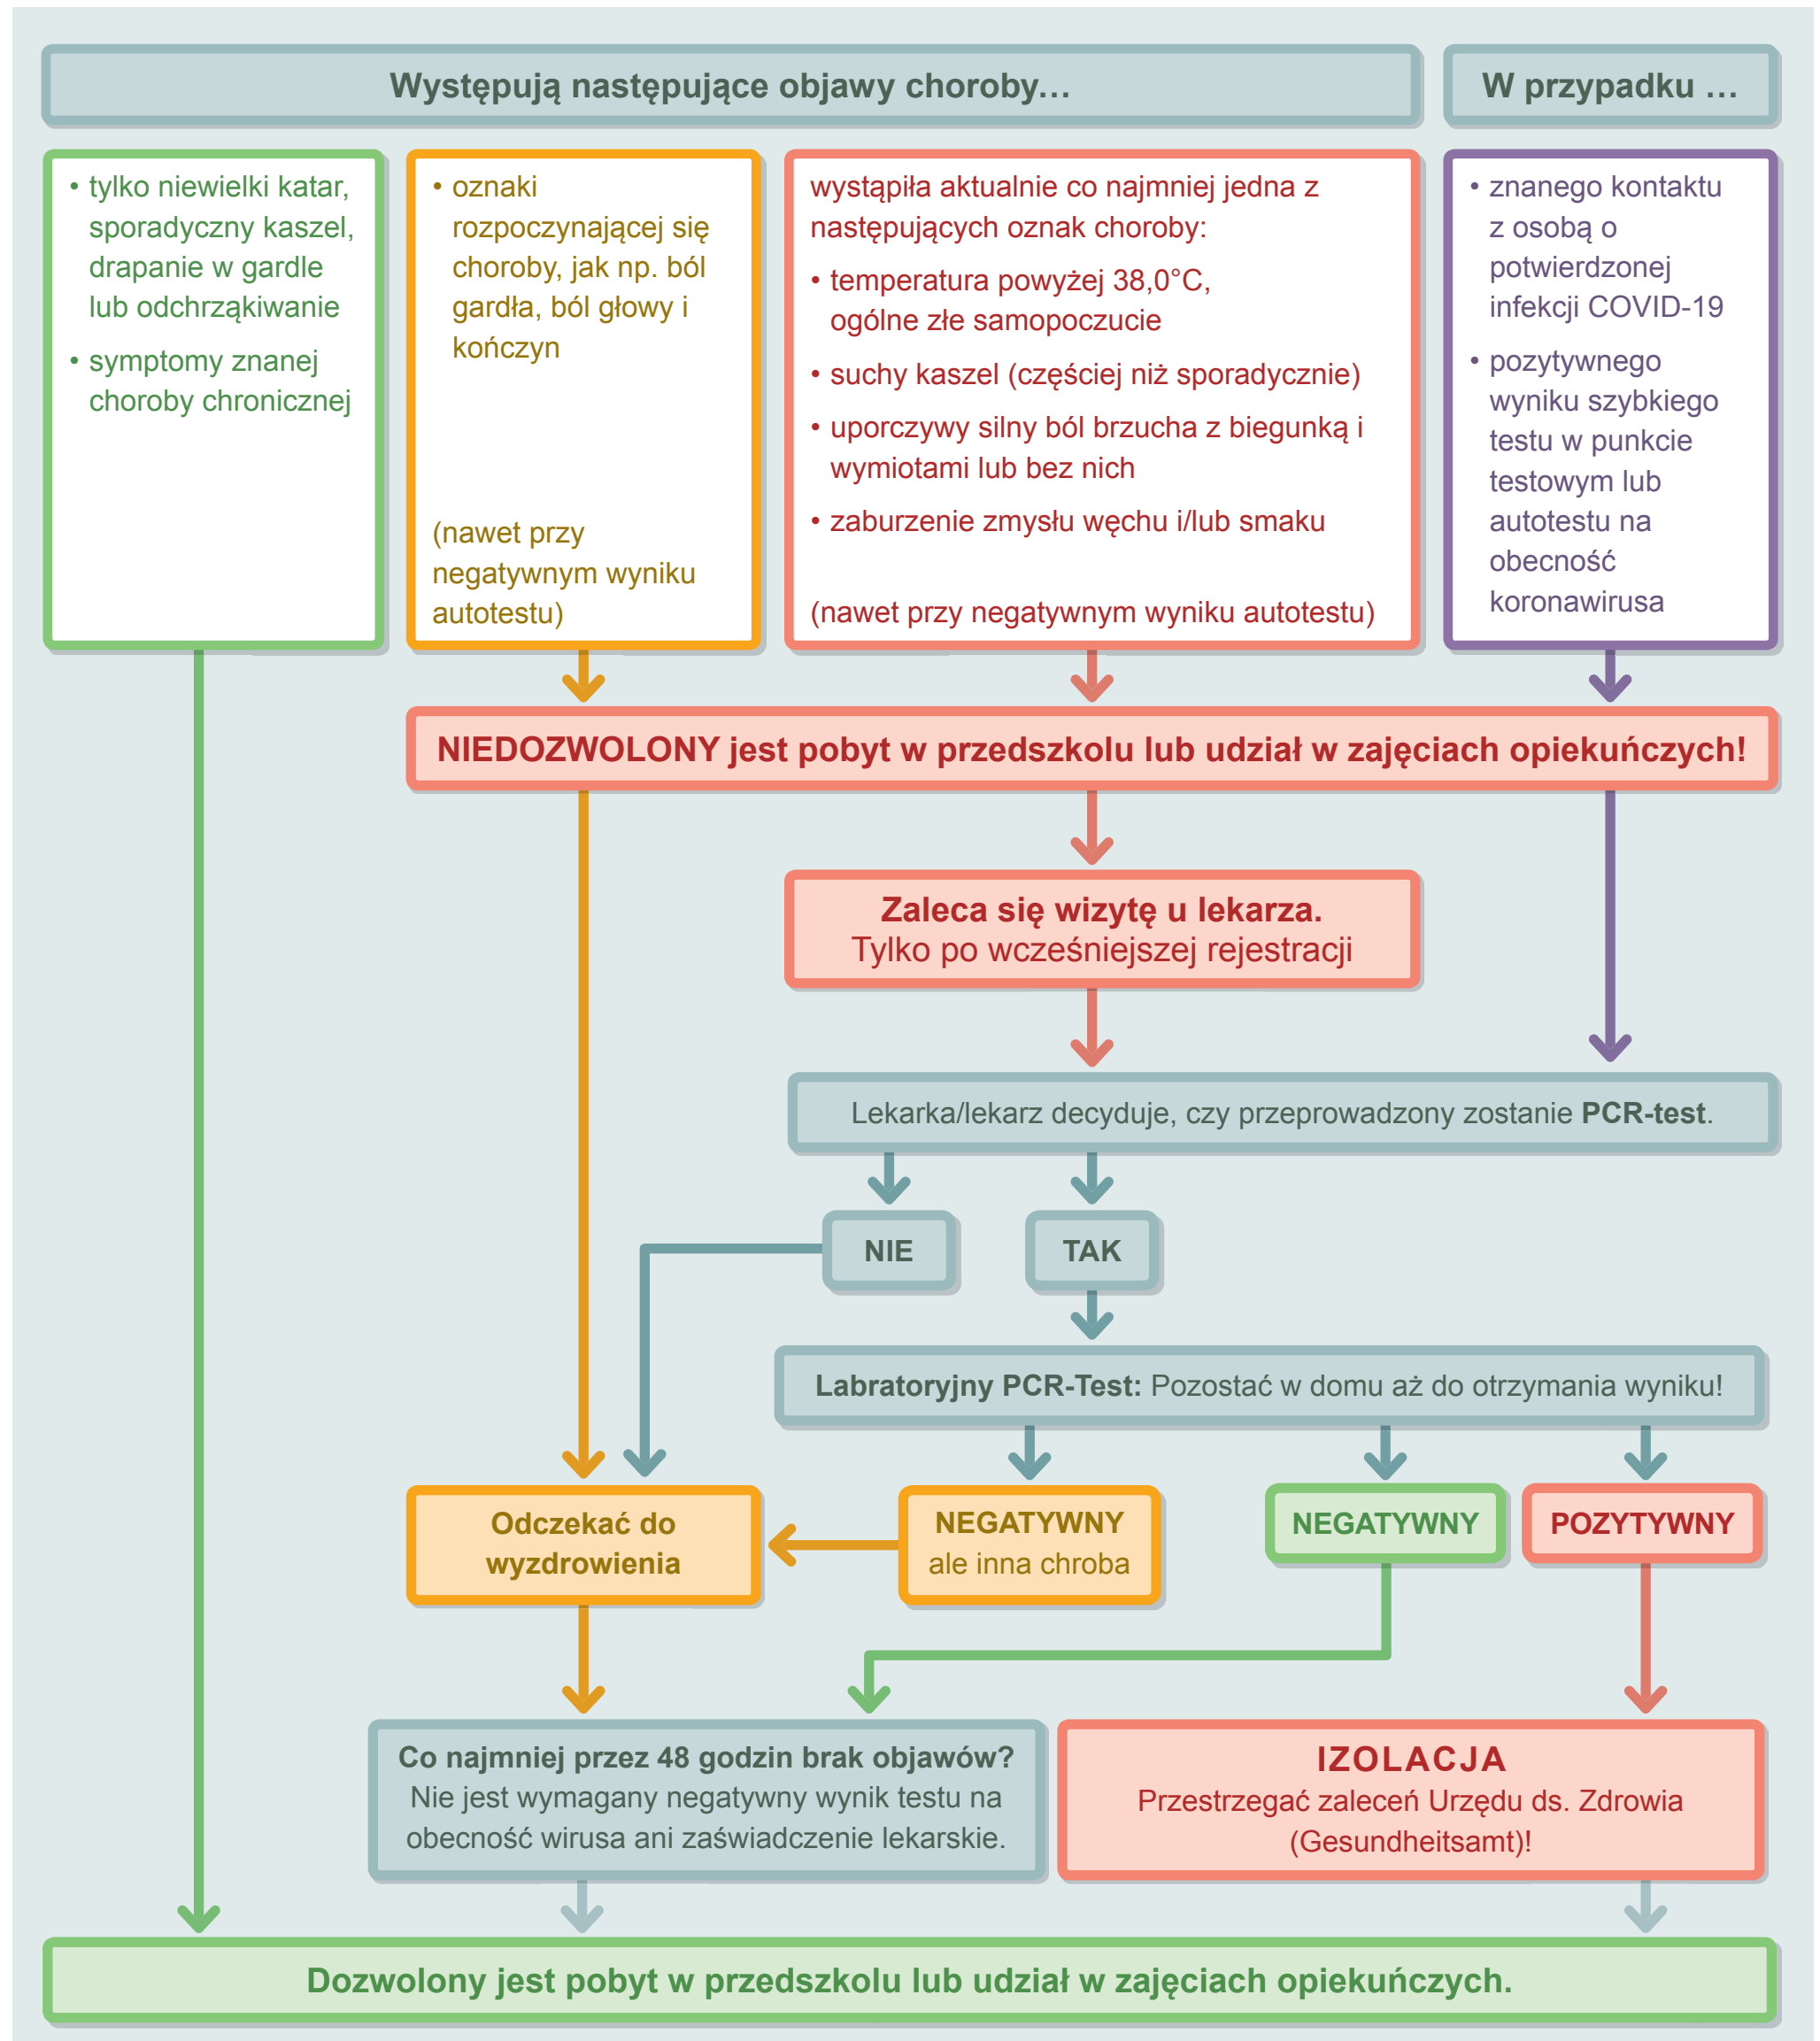 Występują następujące objawy choroby…
W przypadku …
• tylko niewielki katar,
sporadyczny kaszel,
drapanie w gardle
lub odchrząkiwanie
• symptomy znanej
choroby chronicznej
• oznaki
rozpoczynającej się
choroby, jak np. ból
gardła, ból głowy i
kończyn
(nawet przy
negatywnym wyniku
autotestu)
wystąpiła aktualnie co najmniej jedna z
następujących oznak choroby:
• temperatura powyżej 38,0°C,
ogólne złe samopoczucie
• suchy kaszel (częściej niż sporadycznie)
• uporczywy silny ból brzucha z biegunką i
wymiotami lub bez nich
• zaburzenie zmysłu węchu i/lub smaku
(nawet przy negatywnym wyniku autotestu)
• znanego kontaktu
z osobą o
potwierdzonej
infekcji COVID-19
• pozytywnego
wyniku szybkiego
testu w punkcie
testowym lub
autotestu na
obecność
koronawirusa
NIEDOZWOLONY jest pobyt w przedszkolu lub udział w zajęciach opiekuńczych!
Zaleca się wizytę u lekarza.
Tylko po wcześniejszej rejestracji
Lekarka/lekarz decyduje, czy przeprowadzony zostanie PCR-test.
NIE
TAK
Labratoryjny PCR-Test: Pozostać w domu aż do otrzymania wyniku!
Odczekać do
wyzdrowienia
NEGATYWNY
ale inna chroba
NEGATYWNY
POZYTYWNY
Co najmniej przez 48 godzin brak objawów?
Nie jest wymagany negatywny wynik testu na
obecność wirusa ani zaświadczenie lekarskie.
IZOLACJA
Przestrzegać zaleceń Urzędu ds. Zdrowia
(Gesundheitsamt)!
Dozwolony jest pobyt w przedszkolu lub udział w zajęciach opiekuńczych.